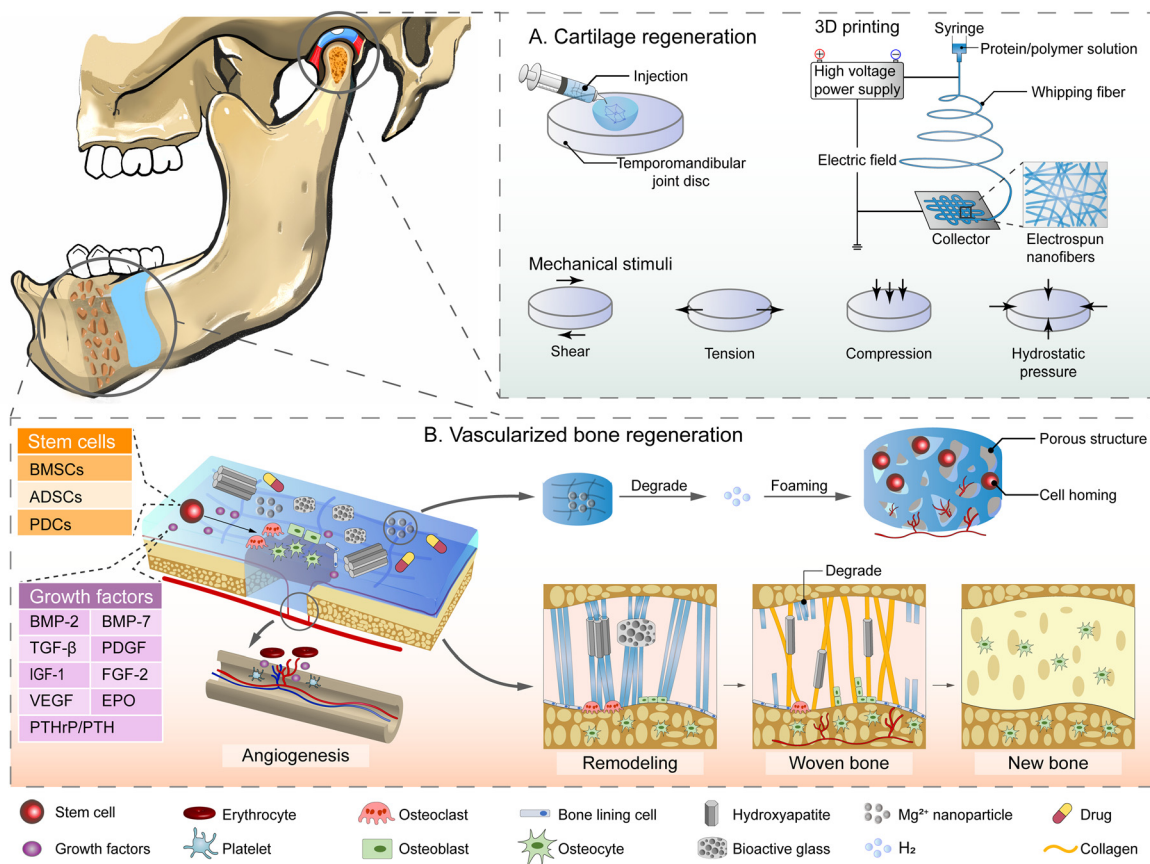 A. Cartilage regeneration
Injection
Temporomandibular
joint disc
3D printing
Syringe
+
−
Protein/polymer solution
High voltage
power supply
Whipping fiber
Electric field
Collector
Electrospun
nanofibers
Mechanical stimuli
Shear
Tension
Compression
Hydrostatic
pressure
B. Vascularized bone regeneration
Stem cells
BMSCs
ADSCs
PDCs
Growth factors
BMP-2
BMP-7
TGF-β
PDGF
IGF-1
FGF-2
VEGF
EPO
PTHrP/PTH
Degrade
Foaming
Porous structure
Cell homing
Angiogenesis
Degrade
Remodeling
Woven bone
New bone
Stem cell
Erythrocyte
Osteoclast
Bone lining cell
Hydroxyapatite
Mg²⁺ nanoparticle
Drug
Growth factors
Platelet
Osteoblast
Osteocyte
Bioactive glass
H₂
Collagen